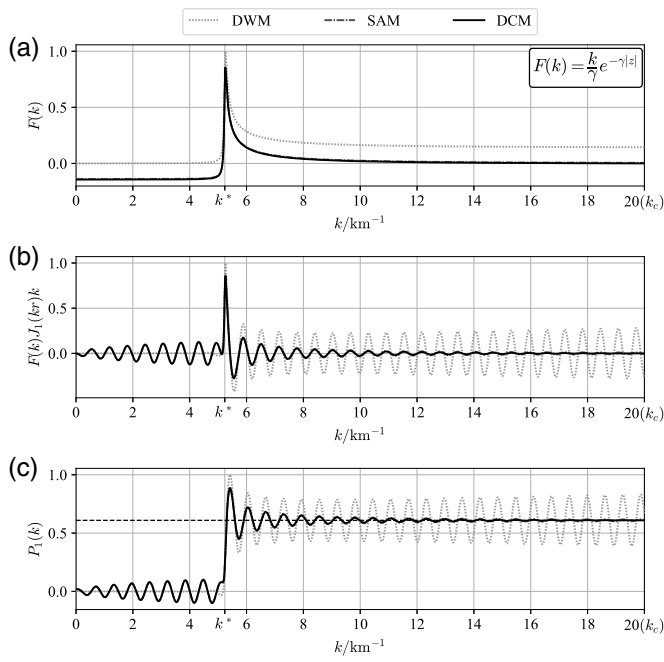 DWM SAM DCM
(a)
F(k) = k/γ e^{-γ|z|}
F(k)
1.0
0.5
0.0
0 2 4 k* 6 8 10 12 14 16 18 20(k_c)
k/km⁻¹
(b)
F(k)J₁(kr)k
1.0
0.5
0.0
0 2 4 k* 6 8 10 12 14 16 18 20(k_c)
k/km⁻¹
(c)
P₁(k)
1.0
0.5
0.0
0 2 4 k* 6 8 10 12 14 16 18 20(k_c)
k/km⁻¹